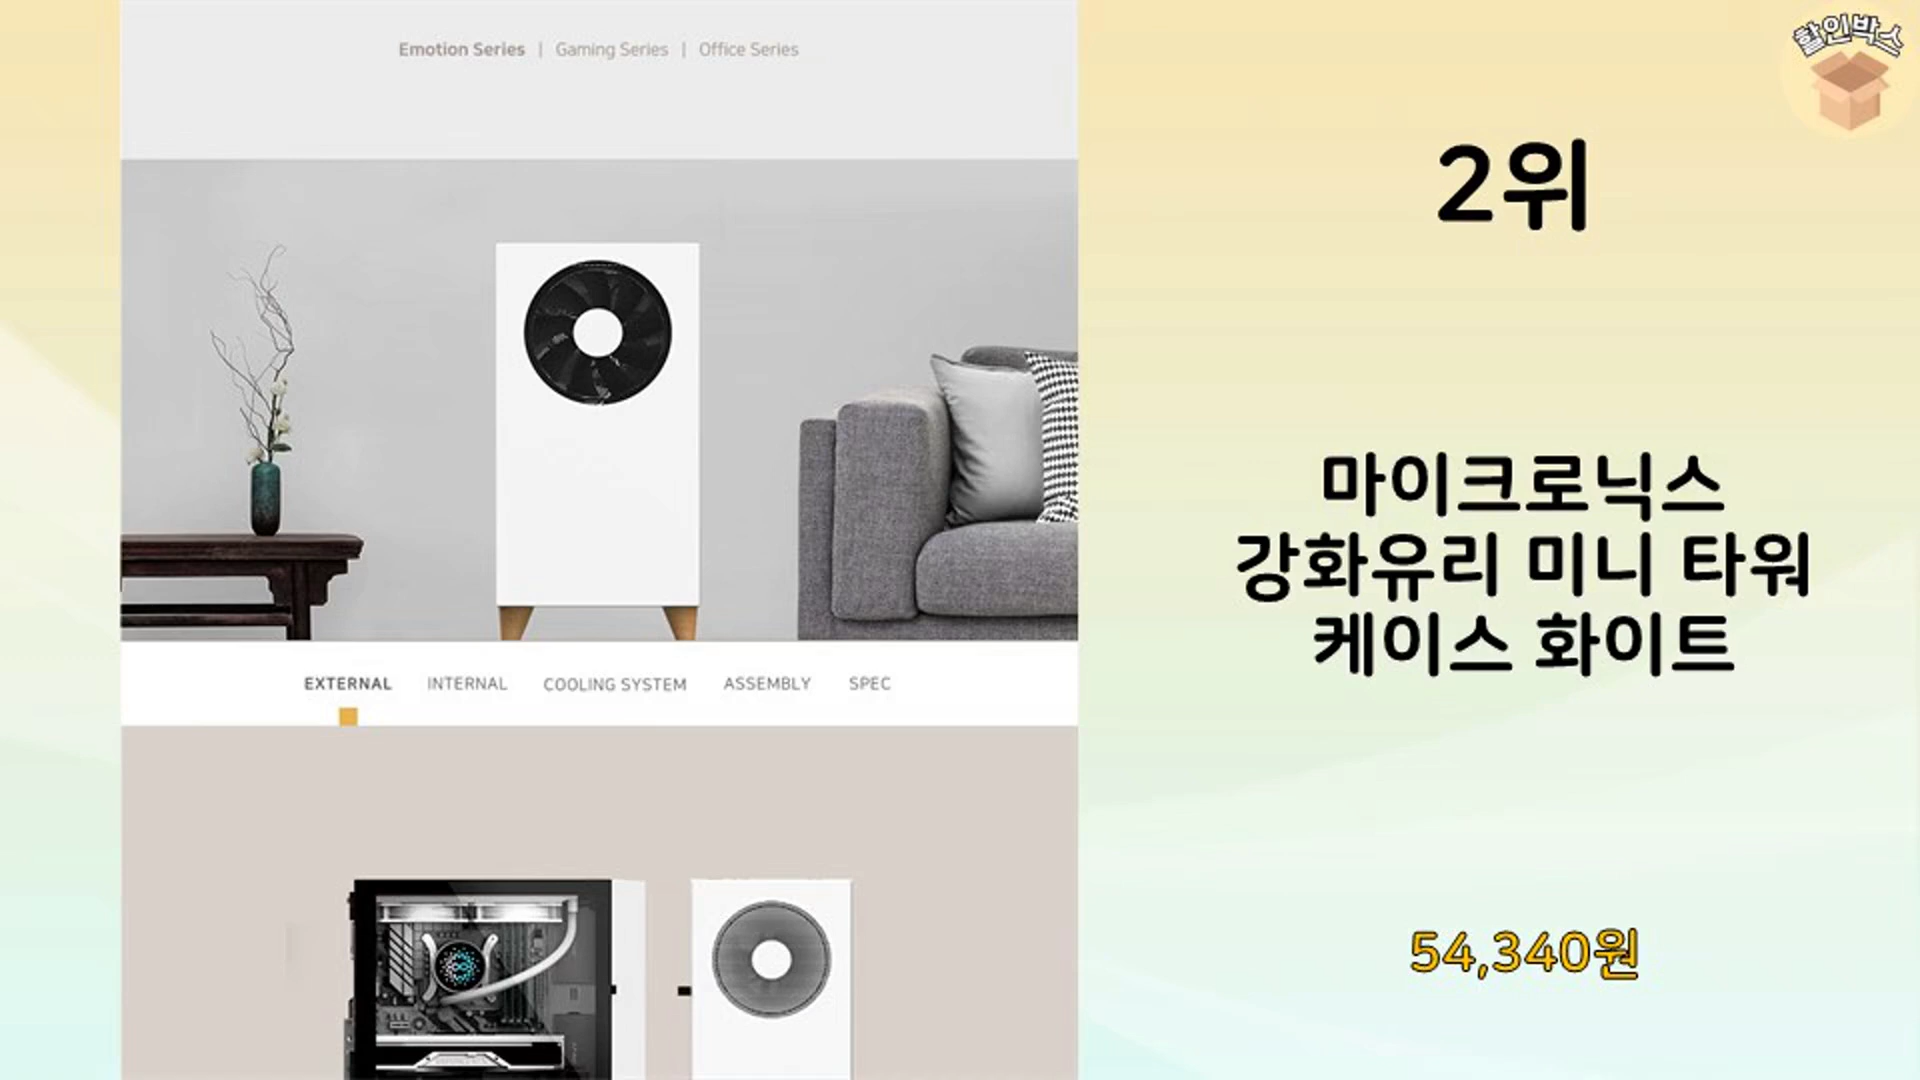 Emotion Series | Gaming Series | Office Series
EXTERNAL INTERNAL COOLING SYSTEM ASSEMBLY SPEC
할인박스
2위
마이크로닉스
강화유리 미니 타워
케이스 화이트
54,340원